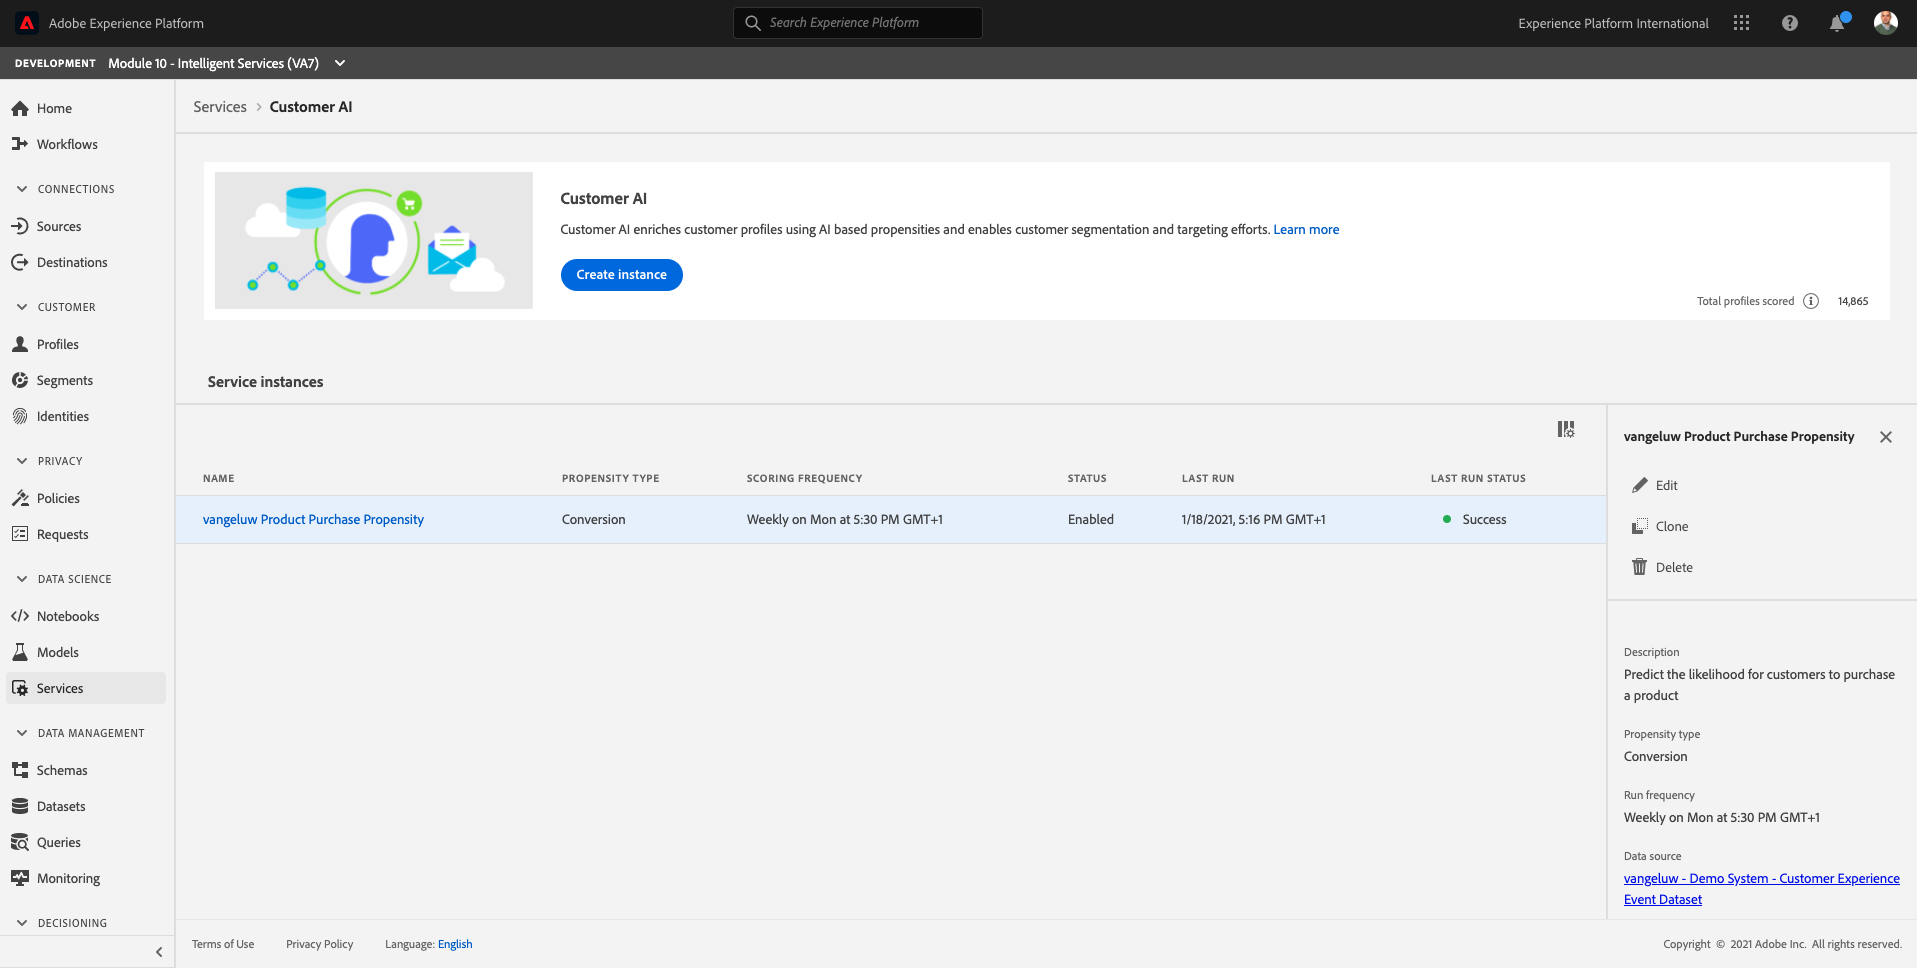 Adobe Experience Platform
Search Experience Platform
Experience Platform International
DEVELOPMENT Module 10 - Intelligent Services (VA7)
Home
Workflows
CONNECTIONS
Sources
Destinations
CUSTOMER
Profiles
Segments
Identities
PRIVACY
Policies
Requests
DATA SCIENCE
Notebooks
Models
Services
DATA MANAGEMENT
Schemas
Datasets
Queries
Monitoring
DECISIONING
Services > Customer AI
Customer AI
Customer AI enriches customer profiles using AI based propensities and enables customer segmentation and targeting efforts. Learn more
Create instance
Total profiles scored 14,865
Service instances
NAME PROPENSITY TYPE SCORING FREQUENCY STATUS LAST RUN LAST RUN STATUS
vangeluw Product Purchase Propensity Conversion Weekly on Mon at 5:30 PM GMT+1 Enabled 1/18/2021, 5:16 PM GMT+1 Success
vangeluw Product Purchase Propensity
Edit
Clone
Delete
Description
Predict the likelihood for customers to purchase
a product
Propensity type
Conversion
Run frequency
Weekly on Mon at 5:30 PM GMT+1
Data source
vangeluw - Demo System - Customer Experience
Event Dataset
Terms of Use Privacy Policy Language: English
Copyright © 2021 Adobe Inc. All rights reserved.